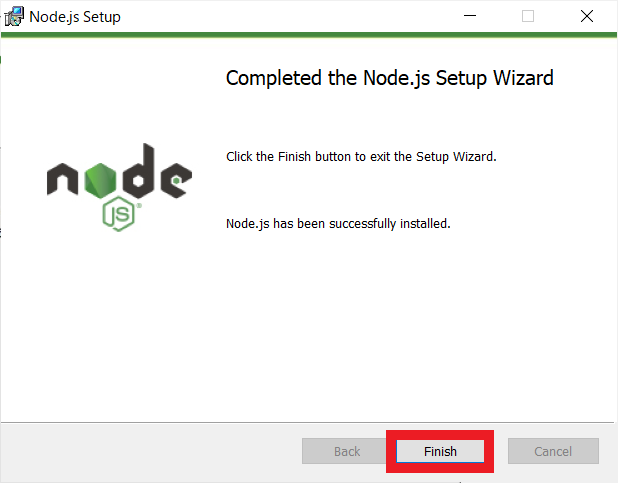 Node.js Setup
Completed the Node.js Setup Wizard
Click the Finish button to exit the Setup Wizard.
node
JS
Node.js has been successfully installed.
Back
Finish
Cancel